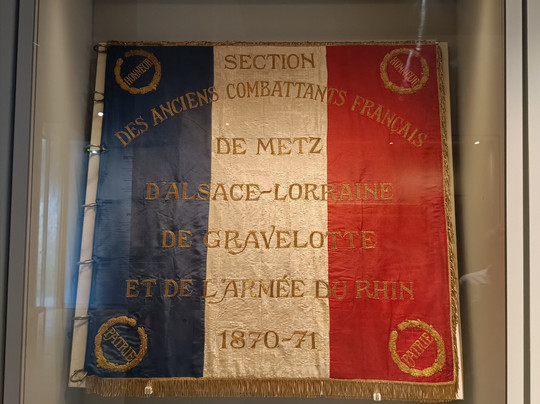 HONNEUR
SECTION
HONNEUR
DES ANCIENS COMBATTANTS FRANÇAIS
DE METZ
D'ALSACE-LORRAINE
DE GRAVELOTTE
ET DE L'ARMÉE DU RHIN
1870-71
PATRIE
PATRIE